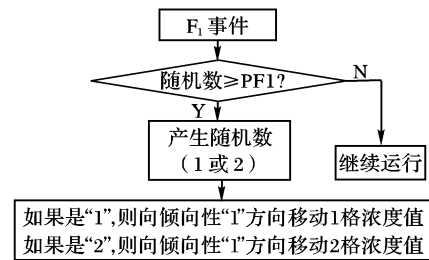 F₁事件
随机数≥PF1?
N
Y
产生随机数
（1或2）
继续运行
如果是“1”,则向倾向性“1”方向移动1格浓度值
如果是“2”,则向倾向性“1”方向移动2格浓度值